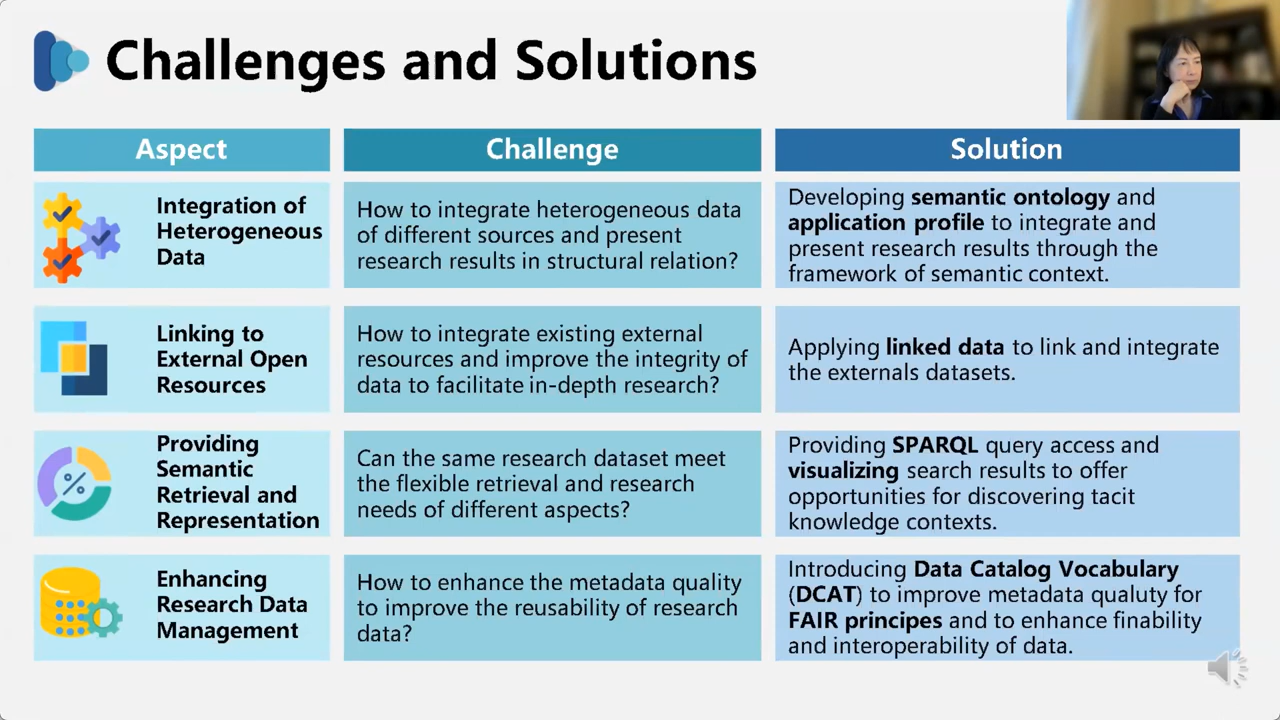 Challenges and Solutions
Aspect
Challenge
Solution
Integration of
Heterogeneous
Data
How to integrate heterogeneous data
of different sources and present
research results in structural relation?
Developing semantic ontology and
application profile to integrate and
present research results through the
framework of semantic context.
Linking to
External Open
Resources
How to integrate existing external
resources and improve the integrity of
data to facilitate in-depth research?
Applying linked data to link and integrate
the externals datasets.
Providing
Semantic
Retrieval and
Representation
Can the same research dataset meet
the flexible retrieval and research
needs of different aspects?
Providing SPARQL query access and
visualizing search results to offer
opportunities for discovering tacit
knowledge contexts.
Enhancing
Research Data
Management
How to enhance the metadata quality
to improve the reusability of research
data?
Introducing Data Catalog Vocabulary
(DCAT) to improve metadata qualuty for
FAIR principes and to enhance finability
and interoperability of data.
%